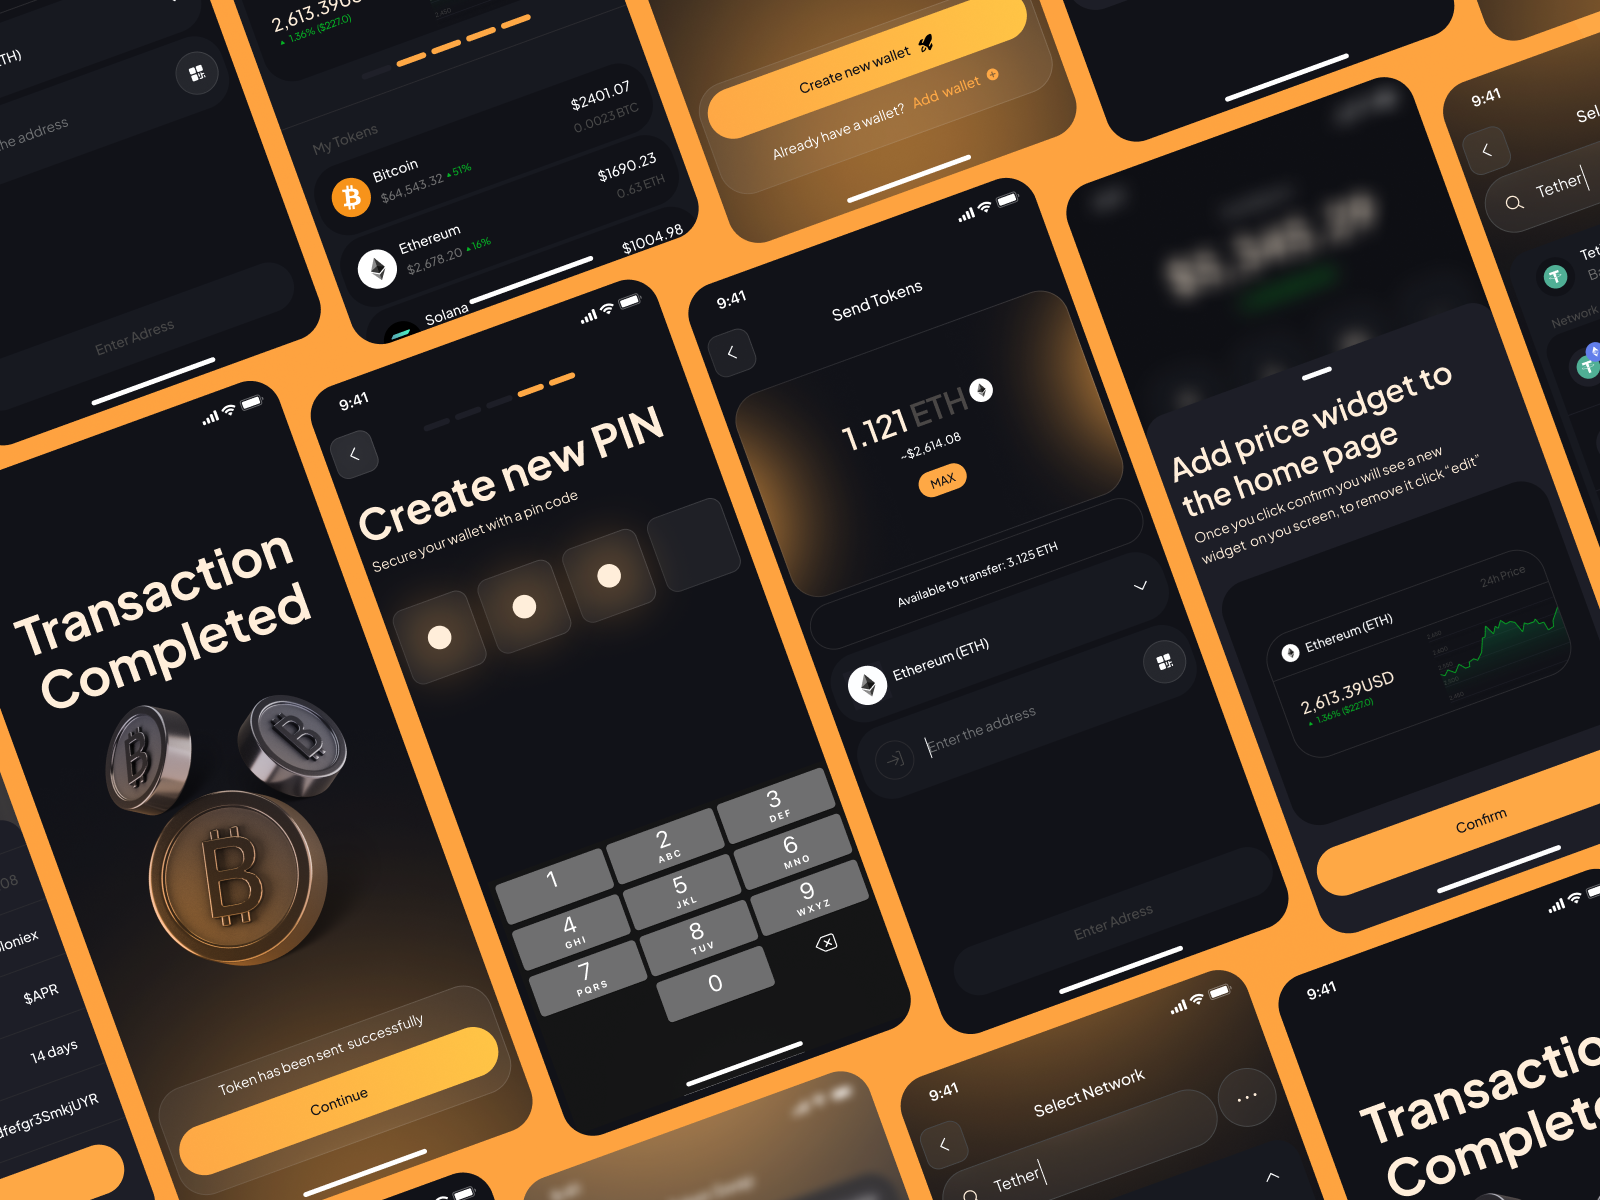 TH)
the address
Enter Adress
2,613.39USD
▲ 1.36% ($227.0)
My Tokens
Bitcoin
$64,543.32 ▲ 51%
$2401.07
0.0023 BTC
Ethereum
$2,678.20 ▲ 16%
$1690.23
0.63 ETH
Solana
$1004.98
Create new wallet
Already have a wallet? Add wallet
9:41
Sel
Tether
Tet
Ba
Network
Transaction
Completed
Token has been sent successfully
Continue
9:41
Create new PIN
Secure your wallet with a pin code
1
2
ABC
3
DEF
4
GHI
5
JKL
6
MNO
7
PQRS
8
TUV
9
WXYZ
0
9:41
Send Tokens
1.121 ETH
~$2,614.08
MAX
Available to transfer: 3.125 ETH
Ethereum (ETH)
Enter the address
Enter Adress
$5,345.29
Add price widget to
the home page
Once you click confirm you will see a new
widget on you screen, to remove it click "edit"
Ethereum (ETH)
24h Price
2,613.39USD
▲ 1.36% ($227.0)
Confirm
08
loniex
$APR
14 days
dfefgr3SmkjUYR
9:41
Select Network
Tether
9:41
Transactio
Complete